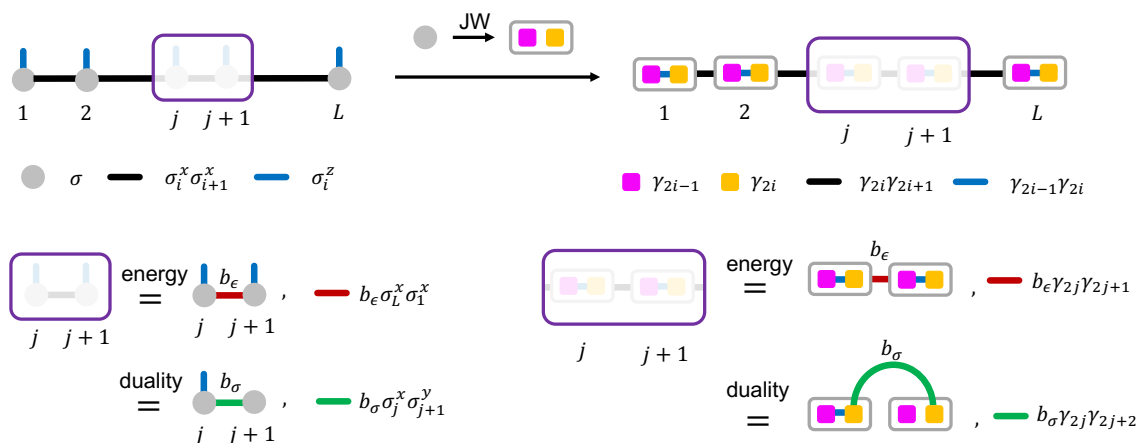 JW
1 2 j j + 1 L
1 2 j j + 1 L
σ σ_i^x σ_{i+1}^x σ_i^z
γ_{2i−1} γ_{2i} γ_{2i}γ_{2i+1} γ_{2i−1}γ_{2i}
energy = b_ϵ , b_ϵ σ_L^x σ_1^x
j j + 1 j j + 1
duality = b_σ , b_σ σ_j^x σ_{j+1}^y
j j + 1
energy = b_ϵ , b_ϵ γ_{2j}γ_{2j+1}
j j + 1
duality = b_σ , b_σ γ_{2j}γ_{2j+2}